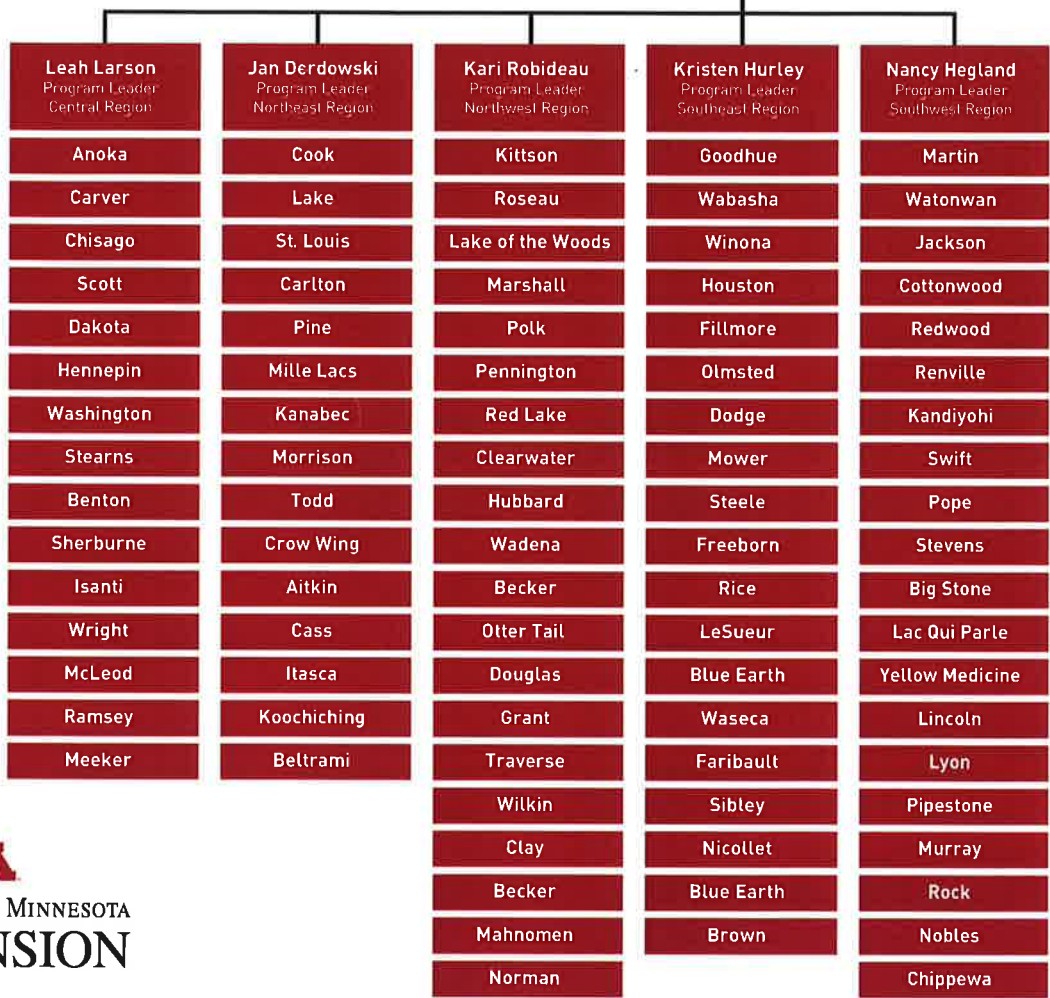 Leah Larson
Program Leader
Central Region
Anoka
Carver
Chisago
Scott
Dakota
Hennepin
Washington
Stearns
Benton
Sherburne
Isanti
Wright
McLeod
Ramsey
Meeker
Jan Derdowski
Program Leader
Northeast Region
Cook
Lake
St. Louis
Carlton
Pine
Mille Lacs
Kanabec
Morrison
Todd
Crow Wing
Aitkin
Cass
Itasca
Koochiching
Beltrami
Kari Robideau
Program Leader
Northwest Region
Kittson
Roseau
Lake of the Woods
Marshall
Polk
Pennington
Red Lake
Clearwater
Hubbard
Wadena
Becker
Otter Tail
Douglas
Grant
Traverse
Wilkin
Clay
Becker
Mahnomen
Norman
Kristen Hurley
Program Leader
Southeast Region
Goodhue
Wabasha
Winona
Houston
Fillmore
Olmsted
Dodge
Mower
Steele
Freeborn
Rice
LeSueur
Blue Earth
Waseca
Faribault
Sibley
Nicollet
Blue Earth
Brown
Nancy Hegland
Program Leader
Southwest Region
Martin
Watonwan
Jackson
Cottonwood
Redwood
Renville
Kandiyohi
Swift
Pope
Stevens
Big Stone
Lac Qui Parle
Yellow Medicine
Lincoln
Lyon
Pipestone
Murray
Rock
Nobles
Chippewa
MINNESOTA
NSION